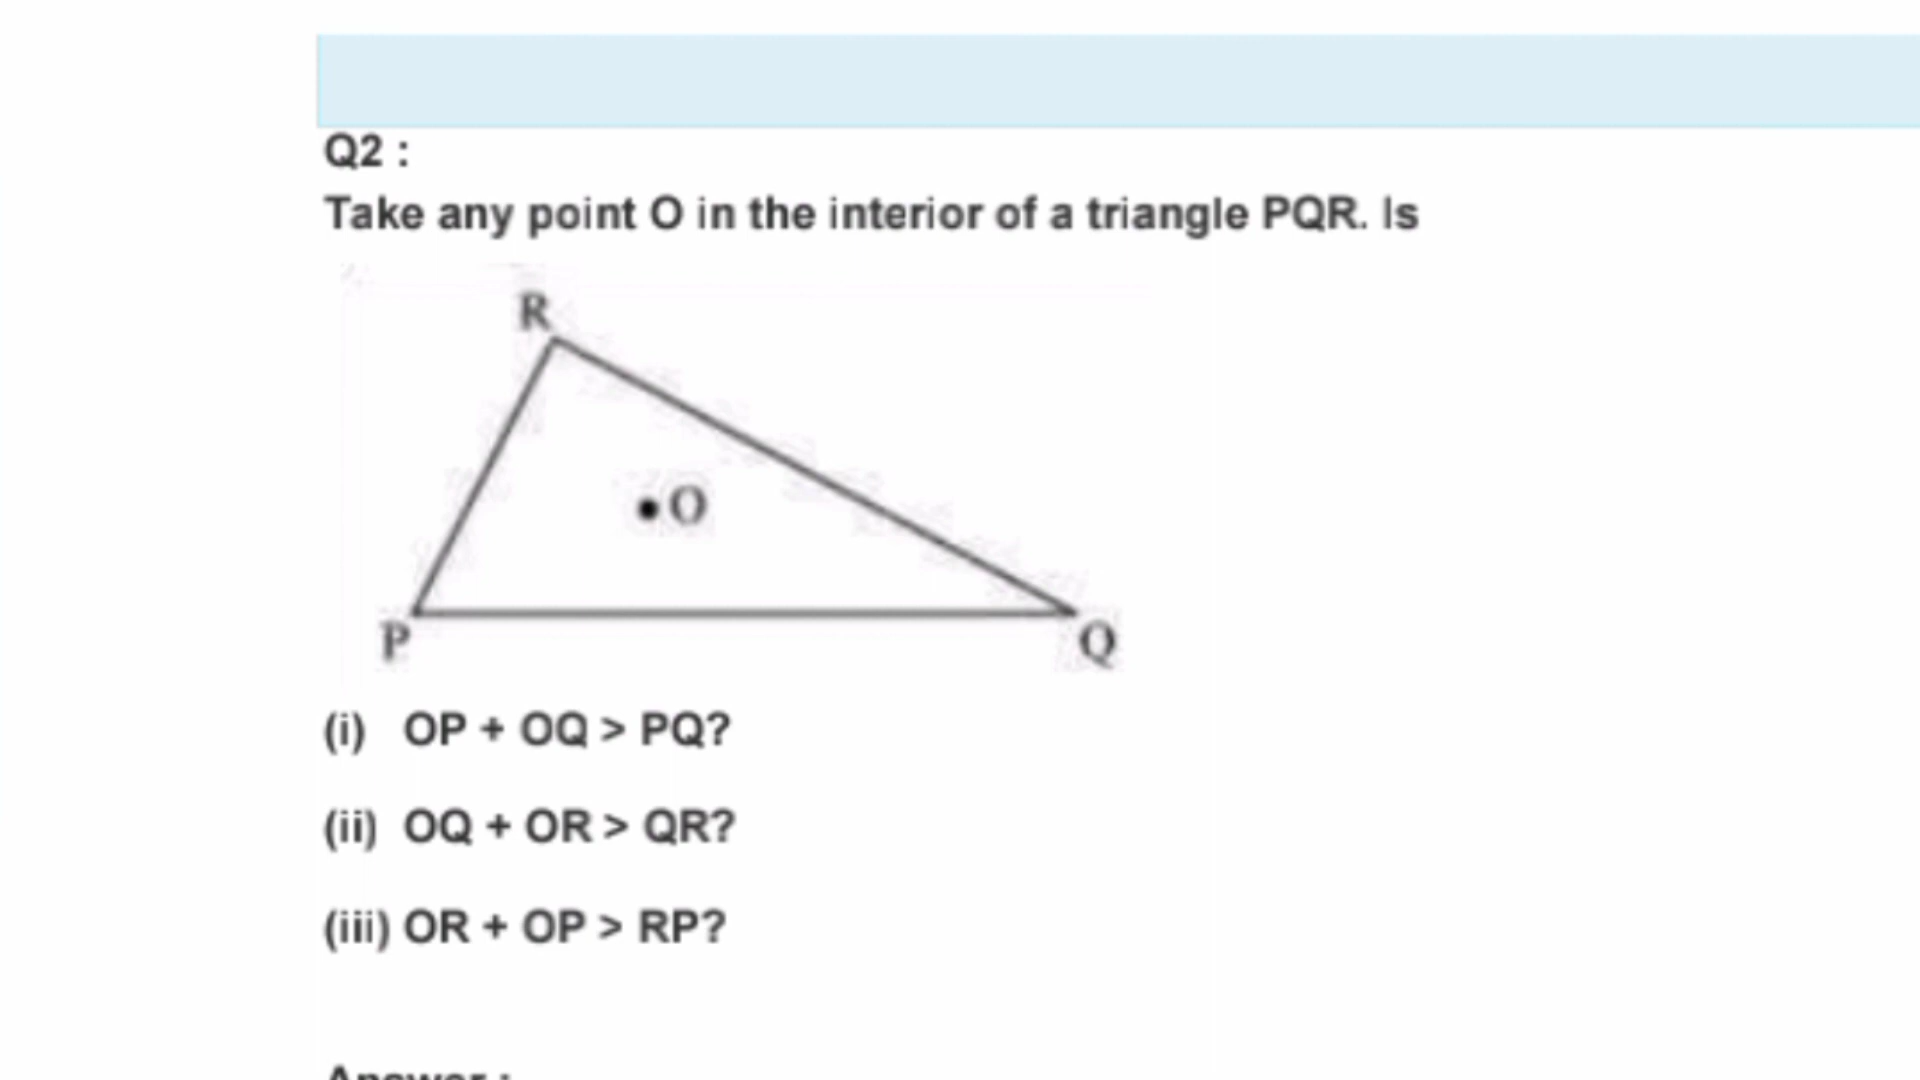 Q2 :
Take any point O in the interior of a triangle PQR. Is
R
O
P
Q
(i) OP + OQ > PQ?
(ii) OQ + OR > QR?
(iii) OR + OP > RP?
Answer :